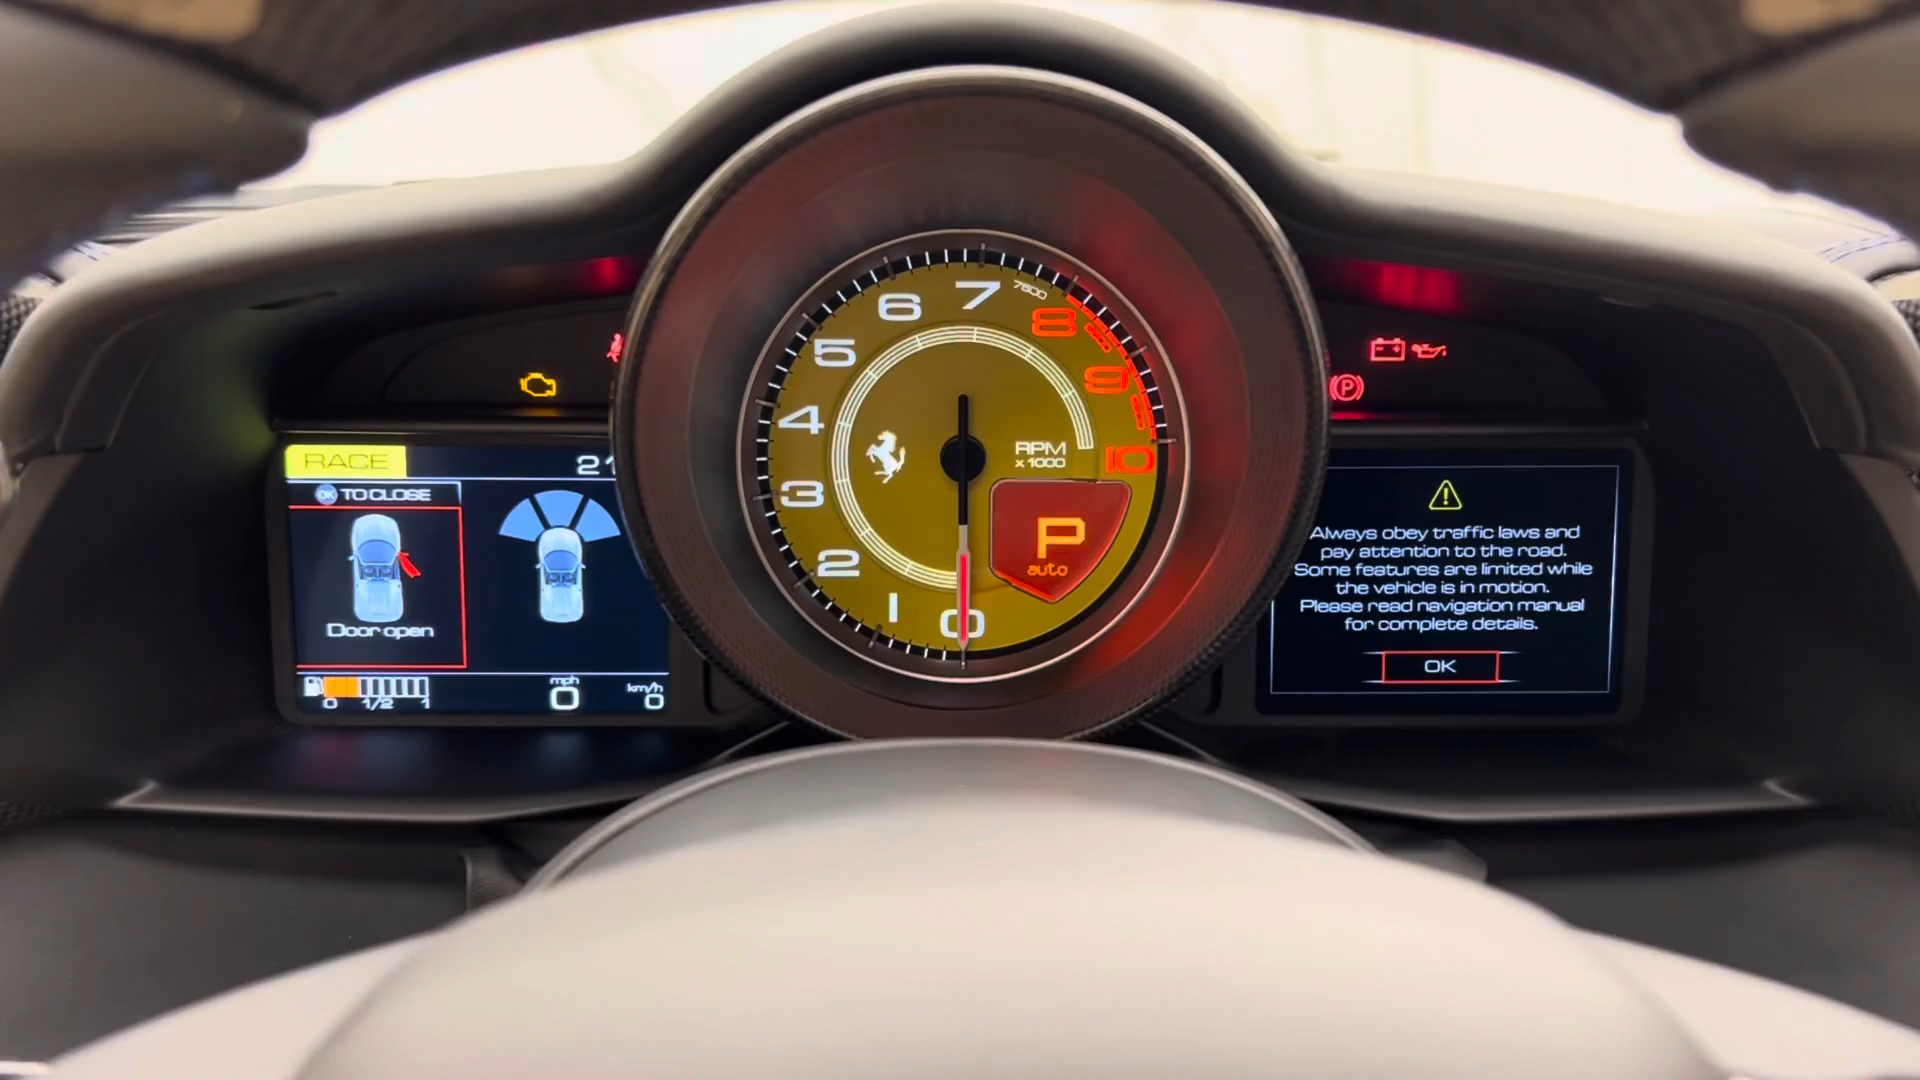 RACE
21
OK TO CLOSE
Door open
0 1/2 1
mph
0
km/h
0
0
1
2
3
4
5
6
7
7500
8
9
10
RPM
x 1000
P
auto
P
Always obey traffic laws and
pay attention to the road.
Some features are limited while
the vehicle is in motion.
Please read navigation manual
for complete details.
OK